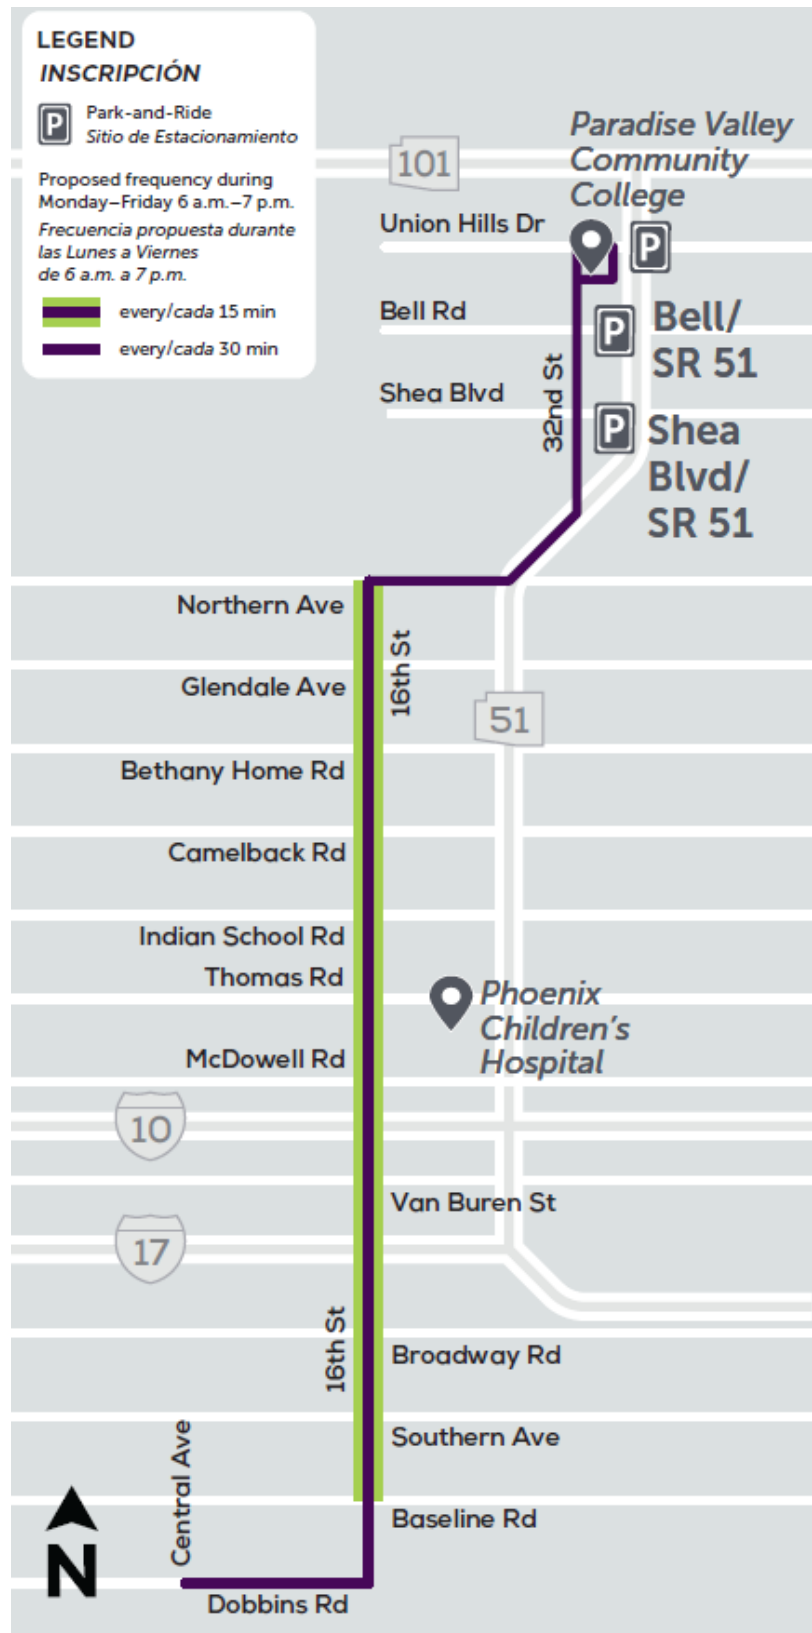 LEGEND
INSCRIPCIÓN
P
Park-and-Ride
Sitio de Estacionamiento
Proposed frequency during
Monday–Friday 6 a.m.–7 p.m.
Frecuencia propuesta durante
las Lunes a Viernes
de 6 a.m. a 7 p.m.
every/cada 15 min
every/cada 30 min
101
Paradise Valley
Community
College
Union Hills Dr
P
Bell Rd
P
Bell/
SR 51
Shea Blvd
32nd St
P
Shea
Blvd/
SR 51
Northern Ave
16th St
Glendale Ave
51
Bethany Home Rd
Camelback Rd
Indian School Rd
Thomas Rd
Phoenix
Children's
Hospital
McDowell Rd
10
Van Buren St
17
16th St
Broadway Rd
Southern Ave
Central Ave
Baseline Rd
N
Dobbins Rd